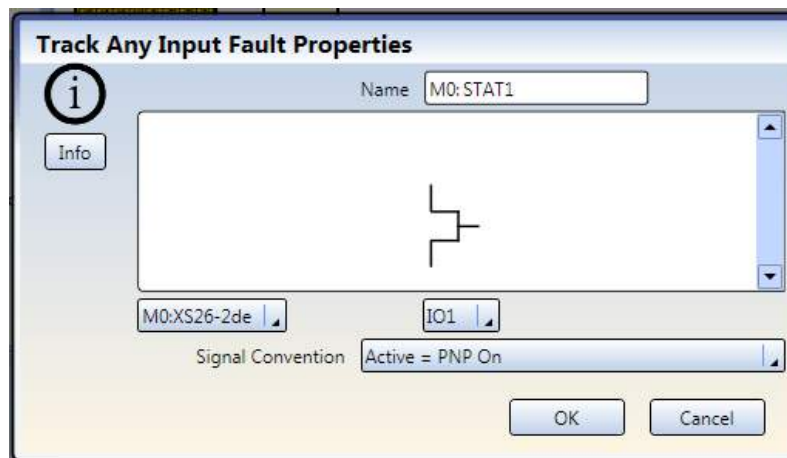 Track Any Input Fault Properties
i
Name M0: STAT1
Info
M0:XS26-2de IO1
Signal Convention Active = PNP On
OK Cancel